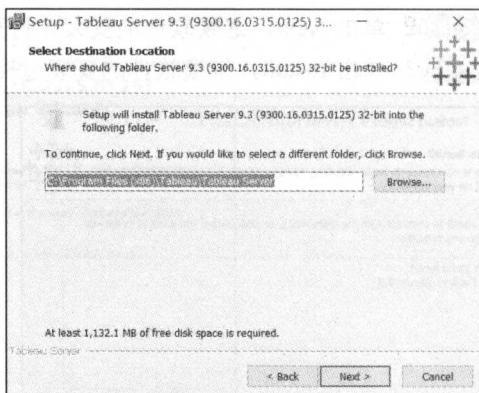 Setup - Tableau Server 9.3 (9300.16.0315.0125) 3...
Select Destination Location
Where should Tableau Server 9.3 (9300.16.0315.0125) 32-bit be installed?
Setup will install Tableau Server 9.3 (9300.16.0315.0125) 32-bit into the
following folder.
To continue, click Next. If you would like to select a different folder, click Browse.
C:\Program Files (x86)\Tableau\Tableau Server
Browse...
At least 1,132.1 MB of free disk space is required.
Tableau Server
< Back
Next >
Cancel